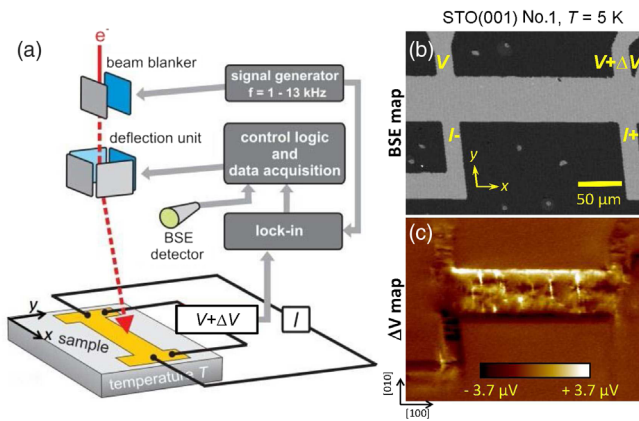 STO(001) No.1, T = 5 K
(a)
e-
beam blanker
signal generator
f = 1 - 13 kHz
deflection unit
control logic
and
data acquisition
BSE
detector
lock-in
V+ΔV
I
y
x
sample
temperature T
(b)
BSE map
V
V+ΔV
I-
I+
y
x
50 μm
(c)
ΔV map
- 3.7 μV
+ 3.7 μV
[010]
[100]